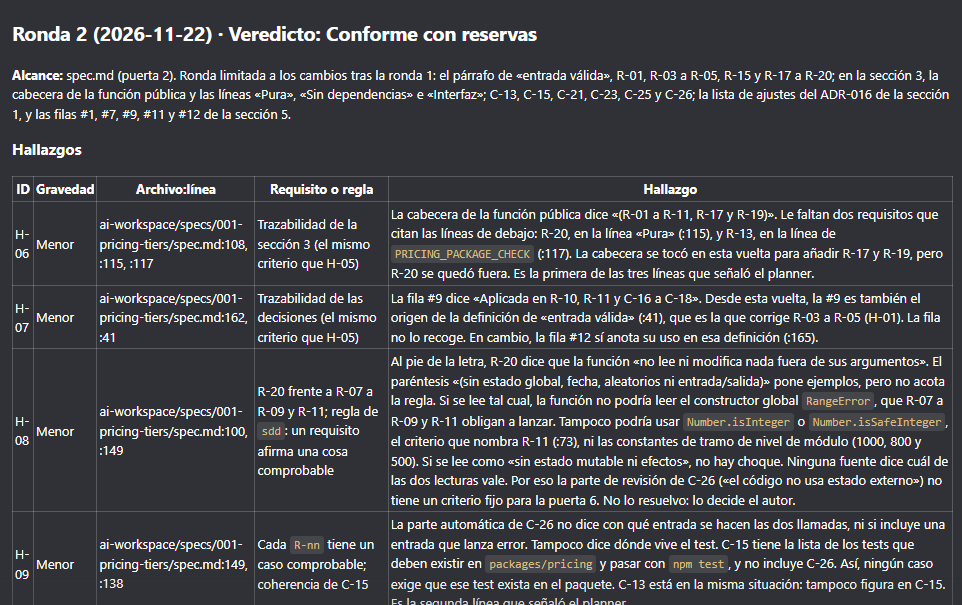 Ronda 2 (2026-11-22) · Veredicto: Conforme con reservas
Alcance: spec.md (puerta 2). Ronda limitada a los cambios tras la ronda 1: el párrafo de «entrada válida», R-01, R-03 a R-05, R-15 y R-17 a R-20; en la sección 3, la
cabecera de la función pública y las líneas «Pura», «Sin dependencias» e «Interfaz»; C-13, C-15, C-21, C-23, C-25 y C-26; la lista de ajustes del ADR-016 de la sección
1, y las filas #1, #7, #9, #11 y #12 de la sección 5.
Hallazgos
ID Gravedad Archivo:línea Requisito o regla Hallazgo
H-
06
Menor
ai-workspace/specs/001-
pricing-tiers/spec.md:108,
:115, :117
Trazabilidad de la
sección 3 (el mismo
criterio que H-05)
La cabecera de la función pública dice «(R-01 a R-11, R-17 y R-19)». Le faltan dos requisitos que
citan las líneas de debajo: R-20, en la línea «Pura» (:115), y R-13, en la línea de
PRICING_PACKAGE_CHECK (:117). La cabecera se tocó en esta vuelta para añadir R-17 y R-19, pero
R-20 se quedó fuera. Es la primera de las tres líneas que señaló el planner.
H-
07
Menor
ai-workspace/specs/001-
pricing-tiers/spec.md:162,
:41
Trazabilidad de las
decisiones (el mismo
criterio que H-05)
La fila #9 dice «Aplicada en R-10, R-11 y C-16 a C-18». Desde esta vuelta, la #9 es también el
origen de la definición de «entrada válida» (:41), que es la que corrige R-03 a R-05 (H-01). La fila
no lo recoge. En cambio, la fila #12 sí anota su uso en esa definición (:165).
H-
08
Menor
ai-workspace/specs/001-
pricing-tiers/spec.md:100,
:149
R-20 frente a R-07 a
R-09 y R-11; regla de
sdd: un requisito
afirma una cosa
comprobable
Al pie de la letra, R-20 dice que la función «no lee ni modifica nada fuera de sus argumentos». El
paréntesis «(sin estado global, fecha, aleatorios ni entrada/salida)» pone ejemplos, pero no acota
la regla. Si se lee tal cual, la función no podría leer el constructor global RangeError, que R-07 a
R-09 y R-11 obligan a lanzar. Tampoco podría usar Number.isInteger o Number.isSafeInteger,
el criterio que nombra R-11 (:73), ni las constantes de tramo de nivel de módulo (1000, 800 y
500). Si se lee como «sin estado mutable ni efectos», no hay choque. Ninguna fuente dice cuál de
las dos lecturas vale. Por eso la parte de revisión de C-26 («el código no usa estado externo») no
tiene un criterio fijo para la puerta 6. No lo resuelvo: lo decide el autor.
H-
09
Menor
ai-workspace/specs/001-
pricing-tiers/spec.md:149,
:138
Cada R-nn tiene un
caso comprobable;
coherencia de C-15
La parte automática de C-26 no dice con qué entrada se hacen las dos llamadas, ni si incluye una
entrada que lanza error. Tampoco dice dónde vive el test. C-15 tiene la lista de los tests que
deben existir en packages/pricing y pasar con npm test, y no incluye C-26. Así, ningún caso
exige que ese test exista en el paquete. C-13 está en la misma situación: tampoco figura en C-15.
Es la segunda línea que señaló el planner.